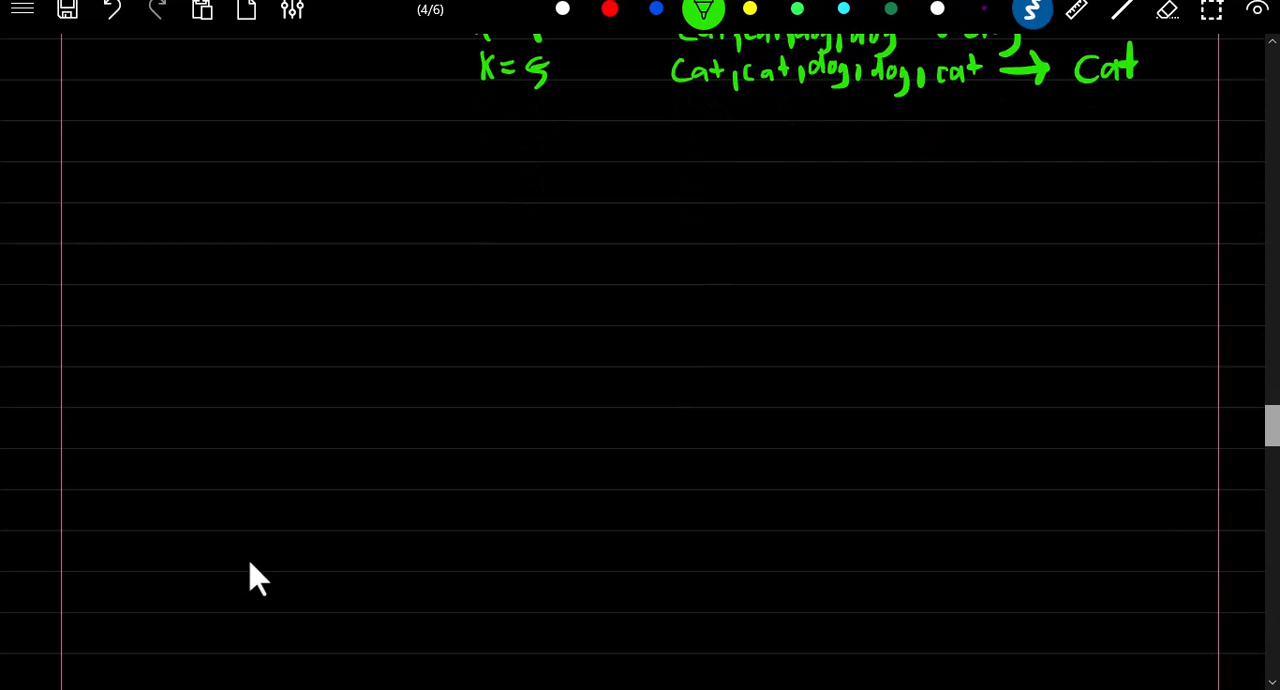 (4/6)
K = 5 Cat, cat, dog, dog, cat → Cat